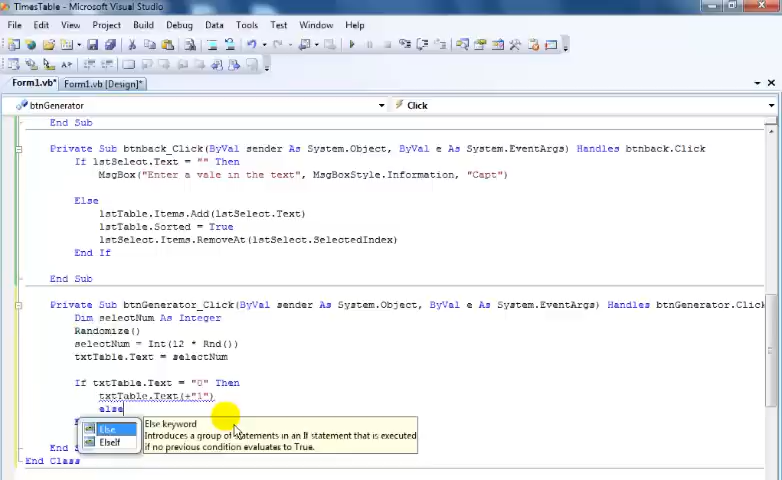 TimesTable - Microsoft Visual Studio
File Edit View Project Build Debug Data Tools Test Window Help
Form1.vb* Form1.vb [Design]*
btnGenerator Click
End Sub
Private Sub btnback_Click(ByVal sender As System.Object, ByVal e As System.EventArgs) Handles btnback.Click
If lstSelect.Text = "" Then
MsgBox("Enter a vale in the text", MsgBoxStyle.Information, "Capt")
Else
lstTable.Items.Add(lstSelect.Text)
lstTable.Sorted = True
lstSelect.Items.RemoveAt(lstSelect.SelectedIndex)
End If
End Sub
Private Sub btnGenerator_Click(ByVal sender As System.Object, ByVal e As System.EventArgs) Handles btnGenerator.Click
Dim selectNum As Integer
Randomize()
selectNum = Int(12 * Rnd())
txtTable.Text = selectNum
If txtTable.Text = "0" Then
txtTable.Text(+"1")
else
Else
ElseIf
Else keyword
Introduces a group of statements in an If statement that is executed
if no previous condition evaluates to True.
End S
End Class